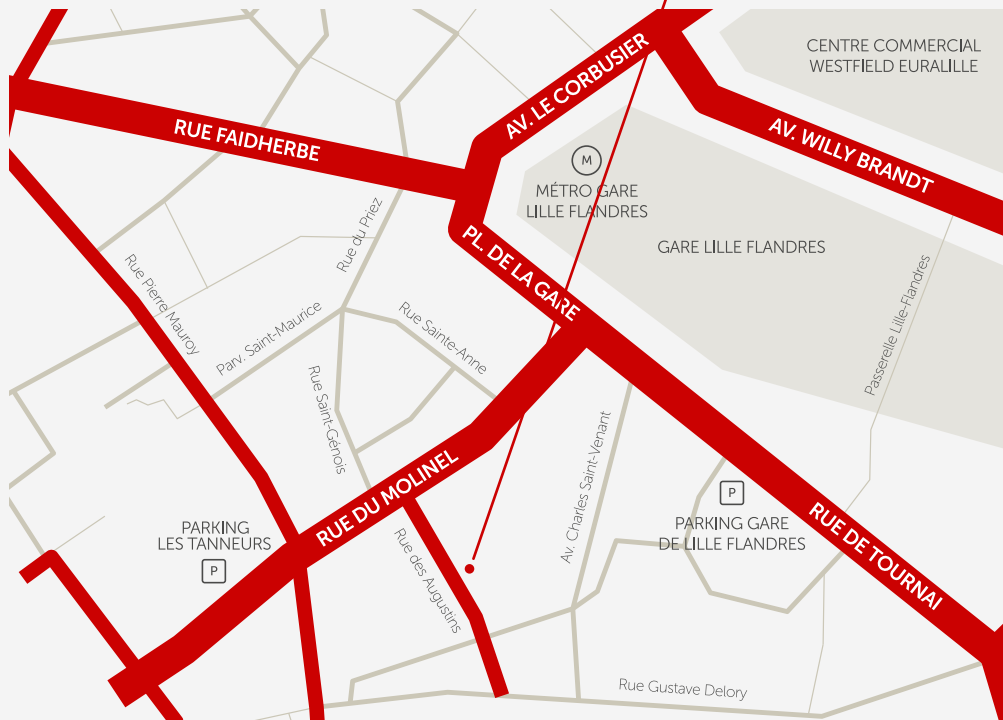 CENTRE COMMERCIAL
WESTFIELD EURALILLE
AV. LE CORBUSIER
RUE FAIDHERBE
AV. WILLY BRANDT
M
MÉTRO GARE
LILLE FLANDRES
Rue du Priez
PL. DE LA GARE
GARE LILLE FLANDRES
Rue Pierre Mauroy
Parv. Saint-Maurice
Rue Sainte-Anne
Passerelle Lille-Flandres
Rue Saint-Génois
Av. Charles Saint-Venant
RUE DU MOLINEL
P
PARKING GARE
DE LILLE FLANDRES
RUE DE TOURNAI
PARKING
LES TANNEURS
P
Rue des Augustins
Rue Gustave Delory